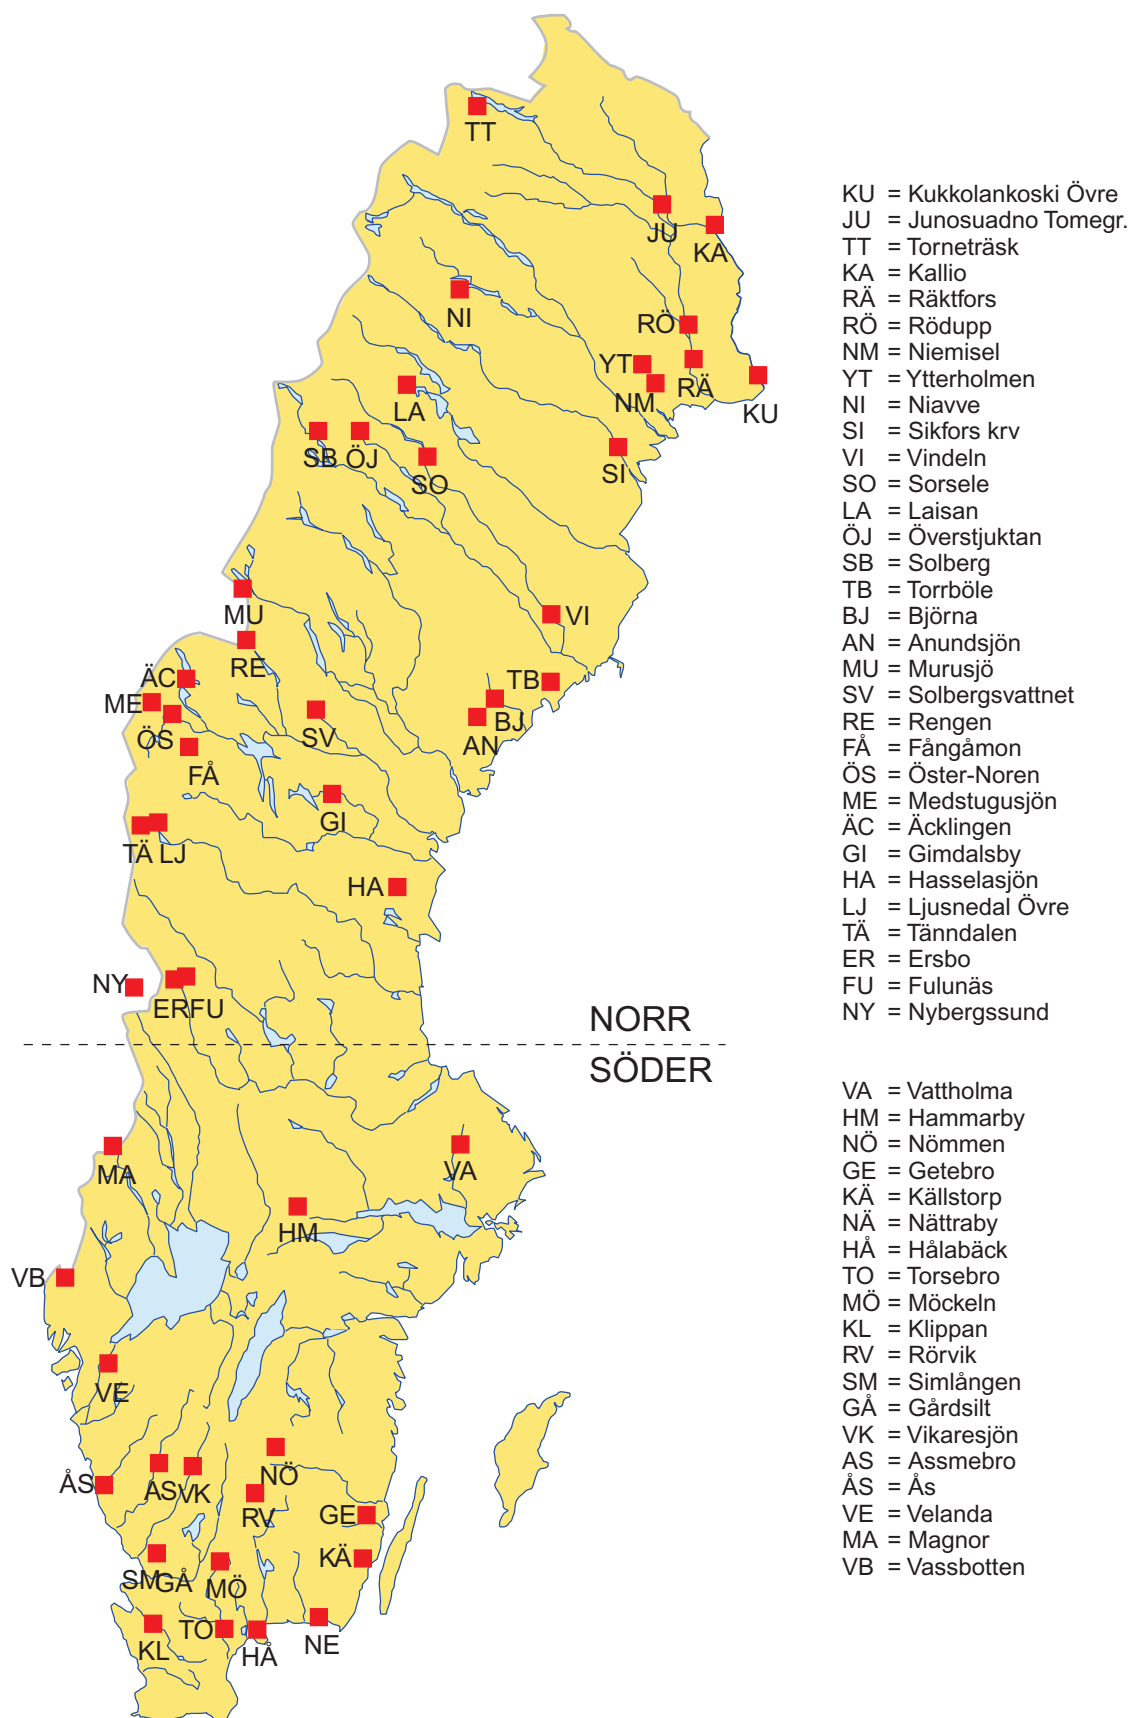 TT
JU
KA
NI
RÖ
YT
RÄ
NM
KU
LA
SB
ÖJ
SO
SI
MU
VI
RE
ÄC
TB
ME
BJ
ÖS
SV
AN
FÅ
GI
TÄ LJ
HA
NY
ERFU
NORR
SÖDER
MA
VA
HM
VB
VE
NÖ
ÅS
AS
VK
RV
GE
KÄ
SM
GÅ
MÖ
TO
KL
HÅ
NE
KU = Kukkolankoski Övre
JU = Junosuadno Tomegr.
TT = Torneträsk
KA = Kallio
RÄ = Räktfors
RÖ = Rödupp
NM = Niemisel
YT = Ytterholmen
NI = Niavve
SI = Sikfors krv
VI = Vindeln
SO = Sorsele
LA = Laisan
ÖJ = Överstjuktan
SB = Solberg
TB = Torrböle
BJ = Björna
AN = Anundsjön
MU = Murusjö
SV = Solbergsvattnet
RE = Rengen
FÅ = Fångåmon
ÖS = Öster-Noren
ME = Medstugusjön
ÄC = Äcklingen
GI = Gimdalsby
HA = Hasselasjön
LJ = Ljusnedal Övre
TÄ = Tänndalen
ER = Ersbo
FU = Fulunäs
NY = Nybergssund
VA = Vattholma
HM = Hammarby
NÖ = Nömmen
GE = Getebro
KÄ = Källstorp
NÄ = Nättraby
HÅ = Hålabäck
TO = Torsebro
MÖ = Möckeln
KL = Klippan
RV = Rörvik
SM = Simlången
GÅ = Gårdsilt
VK = Vikaresjön
AS = Assmebro
ÅS = Ås
VE = Velanda
MA = Magnor
VB = Vassbotten